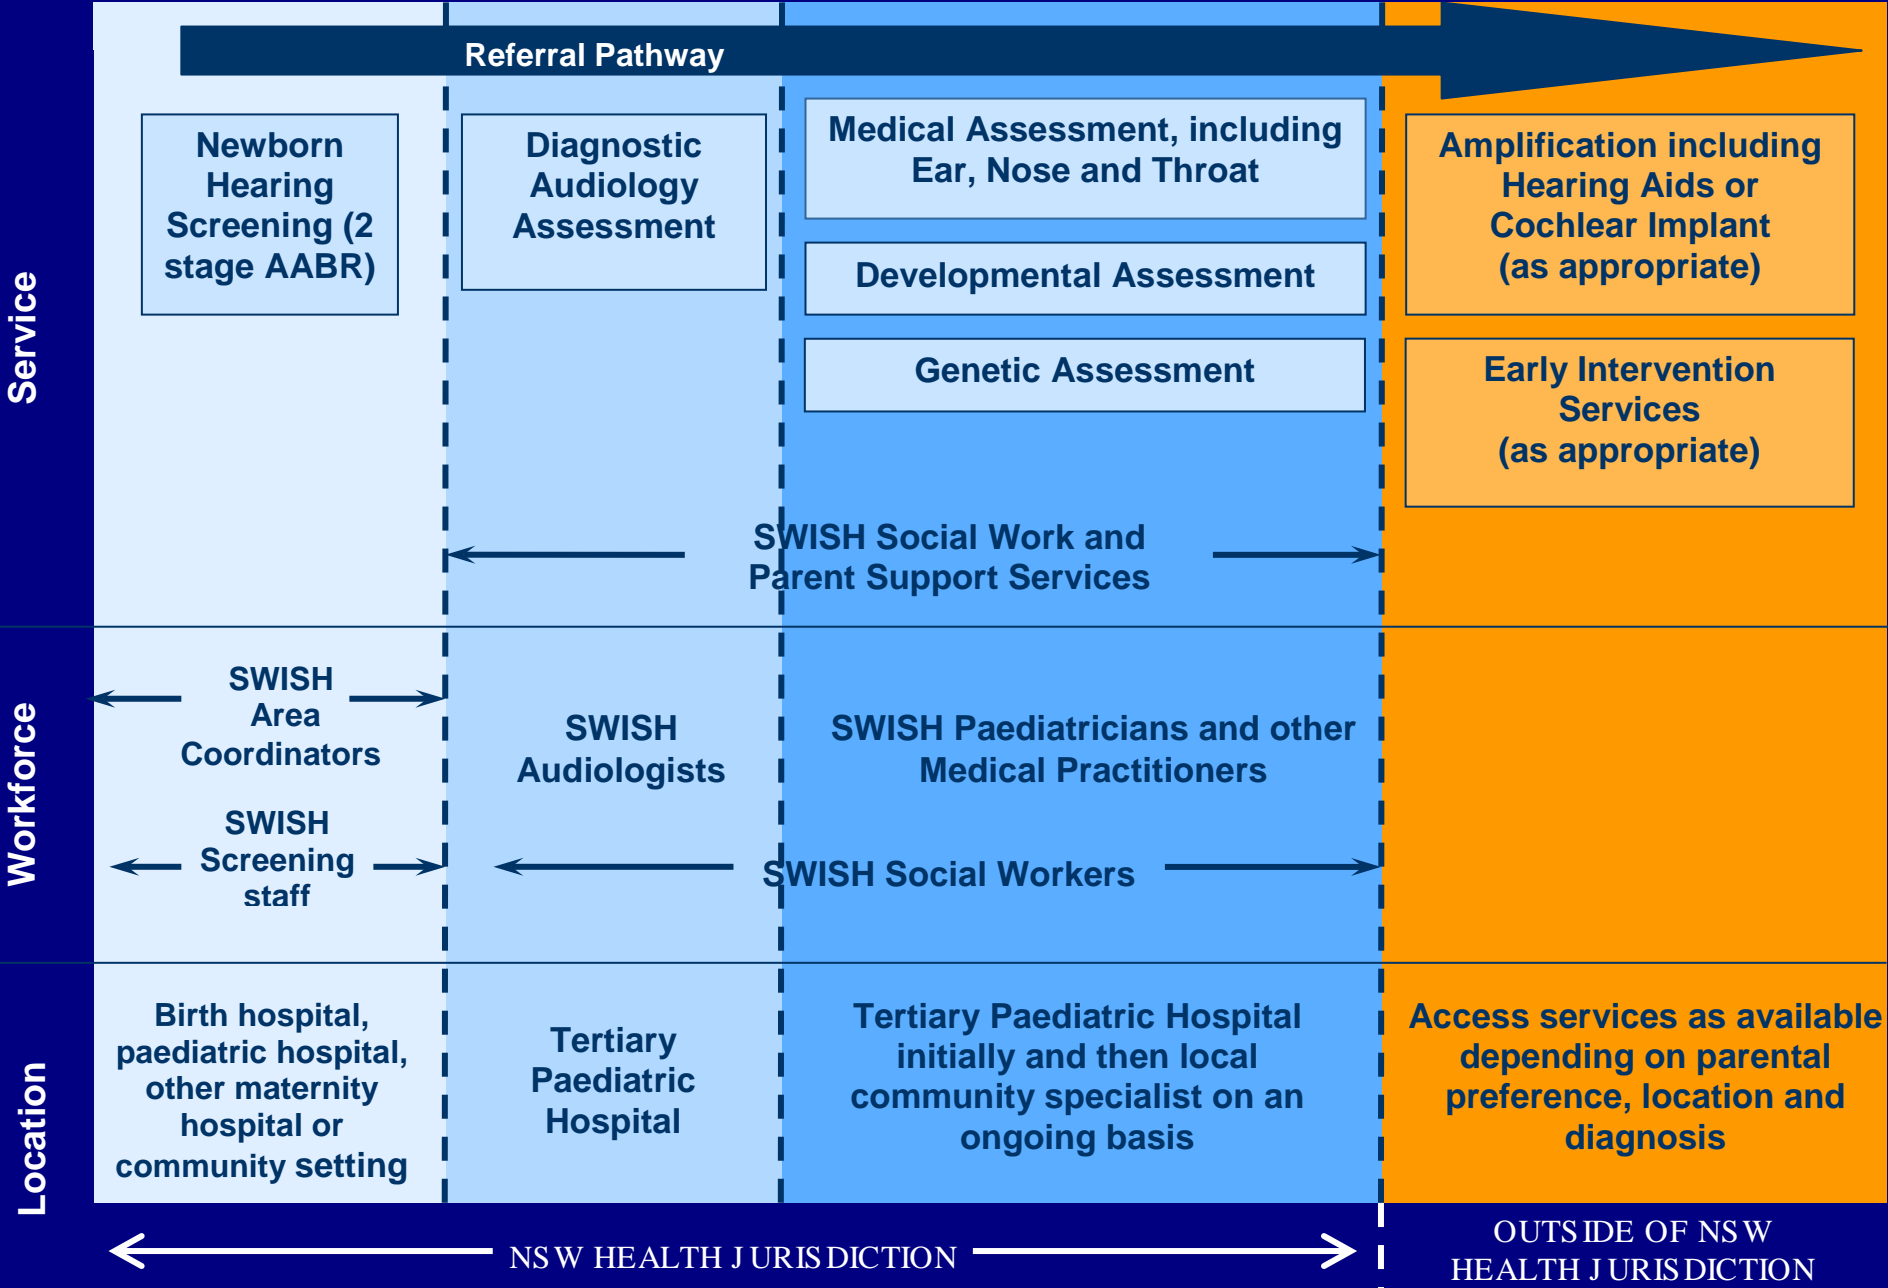 Referral Pathway
Service
Newborn
Hearing
Screening (2
stage AABR)
Diagnostic
Audiology
Assessment
Medical Assessment, including
Ear, Nose and Throat
Developmental Assessment
Genetic Assessment
Amplification including
Hearing Aids or
Cochlear Implant
(as appropriate)
Early Intervention
Services
(as appropriate)
SWISH Social Work and
Parent Support Services
Workforce
SWISH
Area
Coordinators
SWISH
Screening
staff
SWISH
Audiologists
SWISH Paediatricians and other
Medical Practitioners
SWISH Social Workers
Location
Birth hospital,
paediatric hospital,
other maternity
hospital or
community setting
Tertiary
Paediatric
Hospital
Tertiary Paediatric Hospital
initially and then local
community specialist on an
ongoing basis
Access services as available
depending on parental
preference, location and
diagnosis
NSW HEALTH JURISDICTION
OUTSIDE OF NSW
HEALTH JURISDICTION